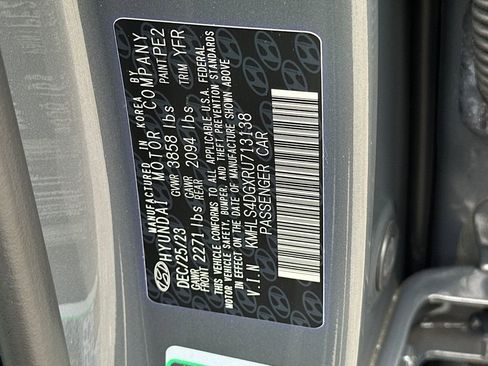 MANUFACTURED IN KOREA BY
HYUNDAI MOTOR COMPANY
DEC/25/23 GVWR 3858 lbs PAINT PE2
GAWR FRONT 2271 lbs GAWR REAR 2094 lbs TRIM YFR
THIS VEHICLE CONFORMS TO ALL APPLICABLE U.S.A. FEDERAL
MOTOR VEHICLE SAFETY, BUMPER, AND THEFT PREVENTION STANDARDS
IN EFFECT ON THE DATE OF MANUFACTURE SHOWN ABOVE
V.I.N KMHLS4DGXRU713138
PASSENGER CAR